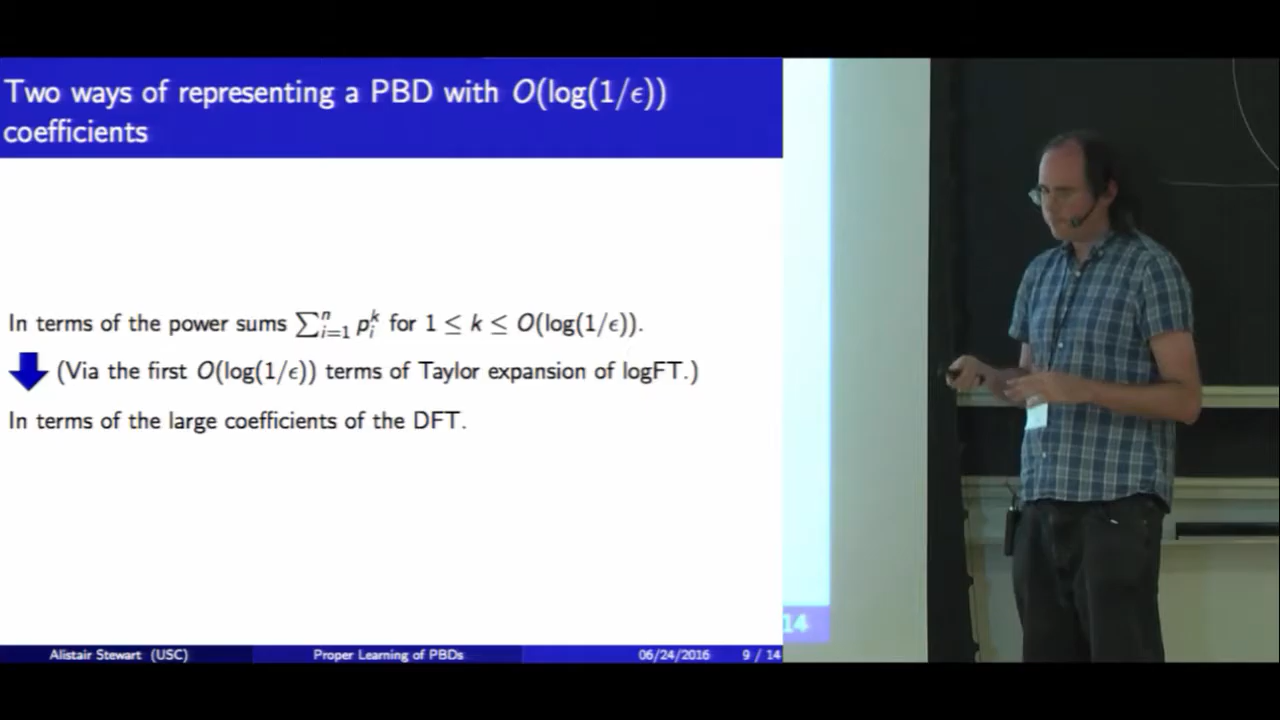 Two ways of representing a PBD with O(log(1/ϵ))
coefficients
In terms of the power sums ∑ⁿᵢ₌₁ pᵢᵏ for 1 ≤ k ≤ O(log(1/ϵ)).
(Via the first O(log(1/ϵ)) terms of Taylor expansion of logFT.)
In terms of the large coefficients of the DFT.
14
Alistair Stewart (USC) Proper Learning of PBDs 06/24/2016 9 / 14